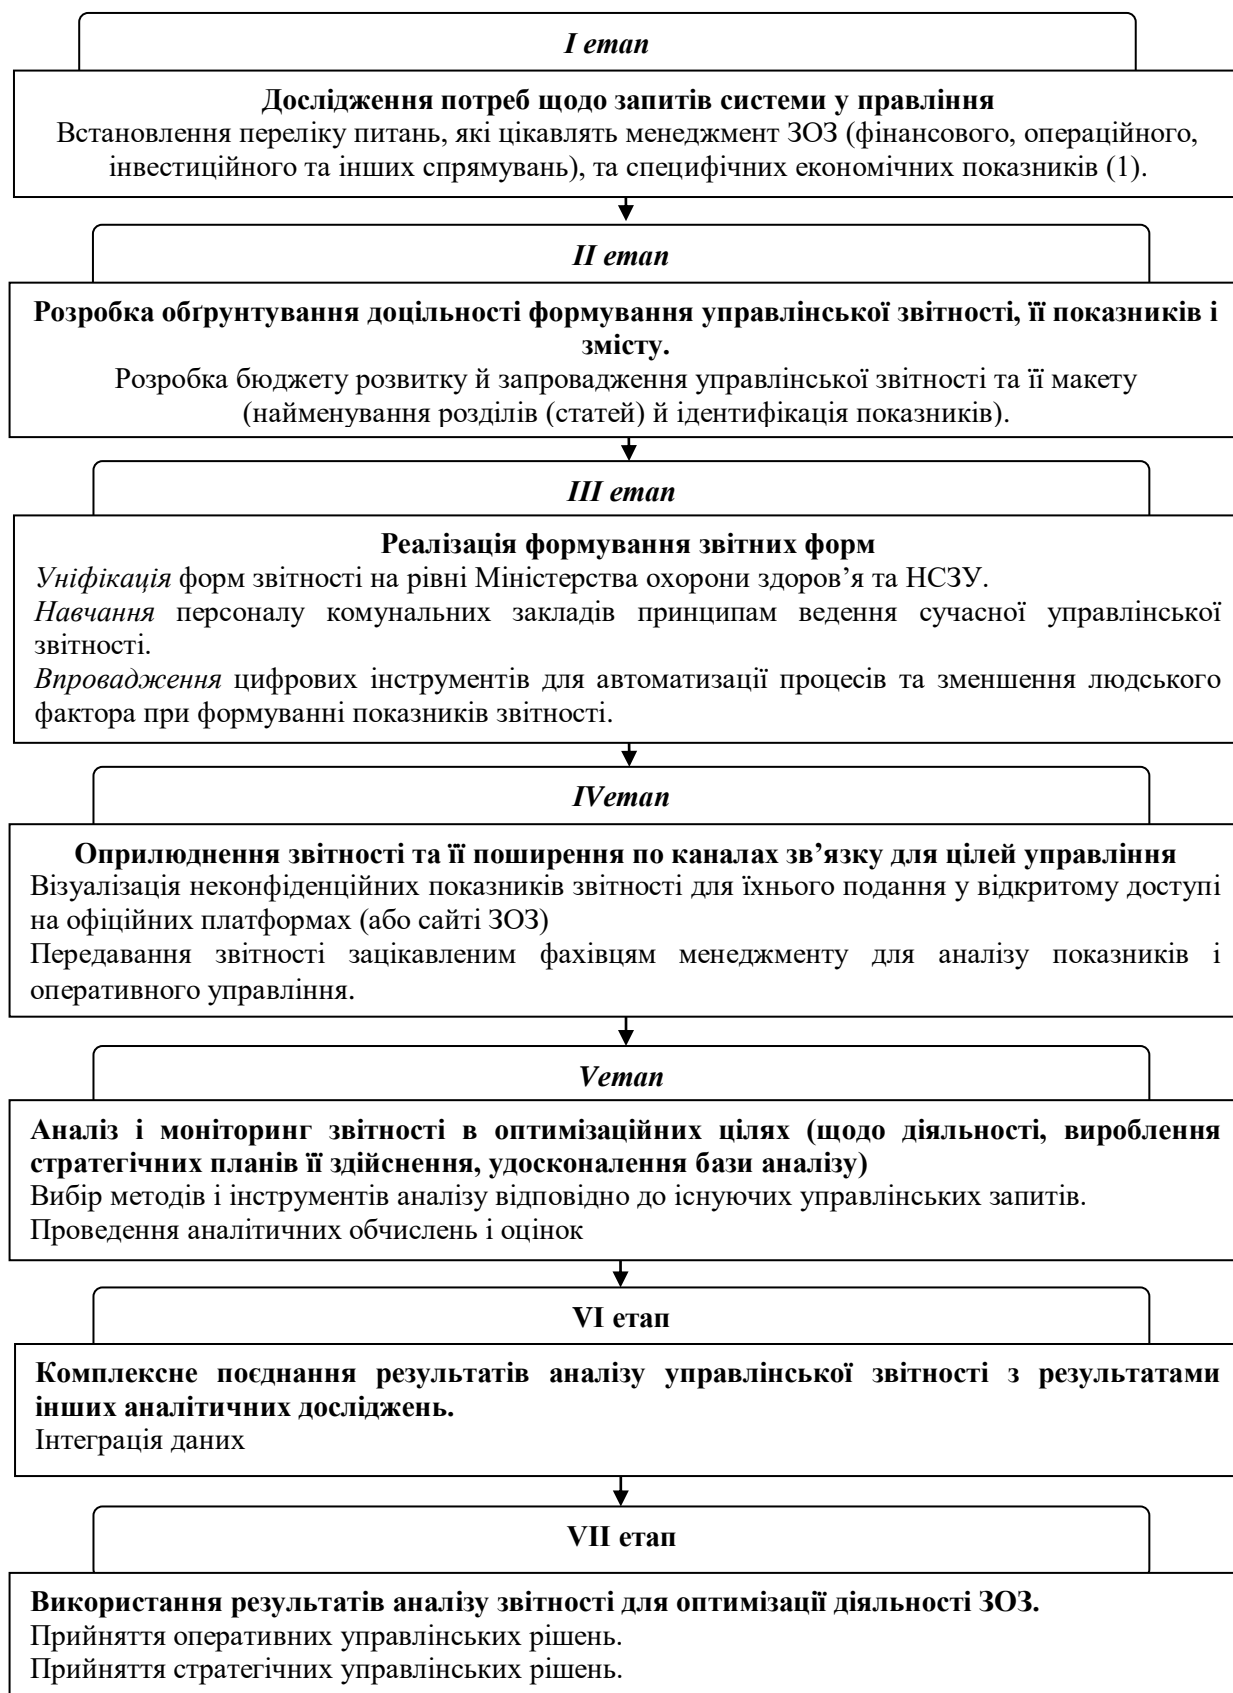 I етап
Дослідження потреб щодо запитів системи у правління
Встановлення переліку питань, які цікавлять менеджмент ЗОЗ (фінансового, операційного,
інвестиційного та інших спрямувань), та специфічних економічних показників (1).
II етап
Розробка обґрунтування доцільності формування управлінської звітності, її показників і
змісту.
Розробка бюджету розвитку й запровадження управлінської звітності та її макету
(найменування розділів (статей) й ідентифікація показників).
III етап
Реалізація формування звітних форм
Уніфікація форм звітності на рівні Міністерства охорони здоров’я та НСЗУ.
Навчання персоналу комунальних закладів принципам ведення сучасної управлінської
звітності.
Впровадження цифрових інструментів для автоматизації процесів та зменшення людського
фактора при формуванні показників звітності.
IVетап
Оприлюднення звітності та її поширення по каналах зв’язку для цілей управління
Візуалізація неконфіденційних показників звітності для їхнього подання у відкритому доступі
на офіційних платформах (або сайті ЗОЗ)
Передавання звітності зацікавленим фахівцям менеджменту для аналізу показників і
оперативного управління.
Vетап
Аналіз і моніторинг звітності в оптимізаційних цілях (щодо діяльності, вироблення
стратегічних планів її здійснення, удосконалення бази аналізу)
Вибір методів і інструментів аналізу відповідно до існуючих управлінських запитів.
Проведення аналітичних обчислень і оцінок
VI етап
Комплексне поєднання результатів аналізу управлінської звітності з результатами
інших аналітичних досліджень.
Інтеграція даних
VII етап
Використання результатів аналізу звітності для оптимізації діяльності ЗОЗ.
Прийняття оперативних управлінських рішень.
Прийняття стратегічних управлінських рішень.